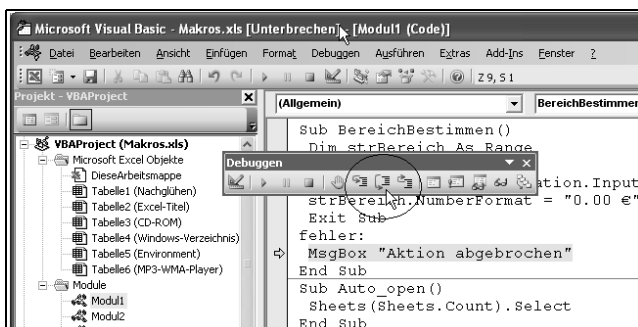 Microsoft Visual Basic - Makros.xls [Unterbrechen] - [Modul1 (Code)]
Datei Bearbeiten Ansicht Einfügen Format Debuggen Ausführen Extras Add-Ins Fenster ?
Z 9, S 1
Projekt - VBAProject
(Allgemein)
BereichBestimmen
VBAProject (Makros.xls)
Microsoft Excel Objekte
DieseArbeitsmappe
Tabelle1 (Nachglühen)
Tabelle2 (Excel-Titel)
Tabelle3 (CD-ROM)
Tabelle4 (Windows-Verzeichnis)
Tabelle5 (Environment)
Tabelle6 (MP3-WMA-Player)
Module
Modul1
Modul2
Sub BereichBestimmen()
Dim strBereich As Range
Debuggen
ation.Input
strBereich.NumberFormat = "0.00 €"
Exit Sub
fehler:
MsgBox "Aktion abgebrochen"
End Sub
Sub Auto_open()
Sheets(Sheets.Count).Select
End Sub